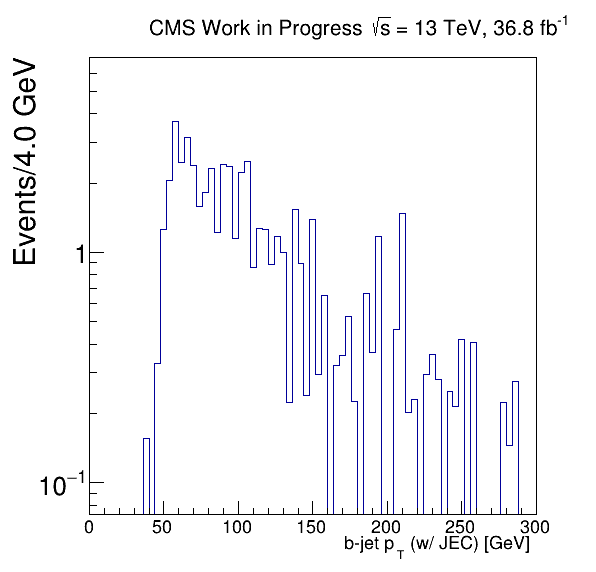 CMS Work in Progress √s = 13 TeV, 36.8 fb⁻¹
Events/4.0 GeV
1
10⁻¹
0 50 100 150 200 250 300
b-jet p_T (w/ JEC) [GeV]